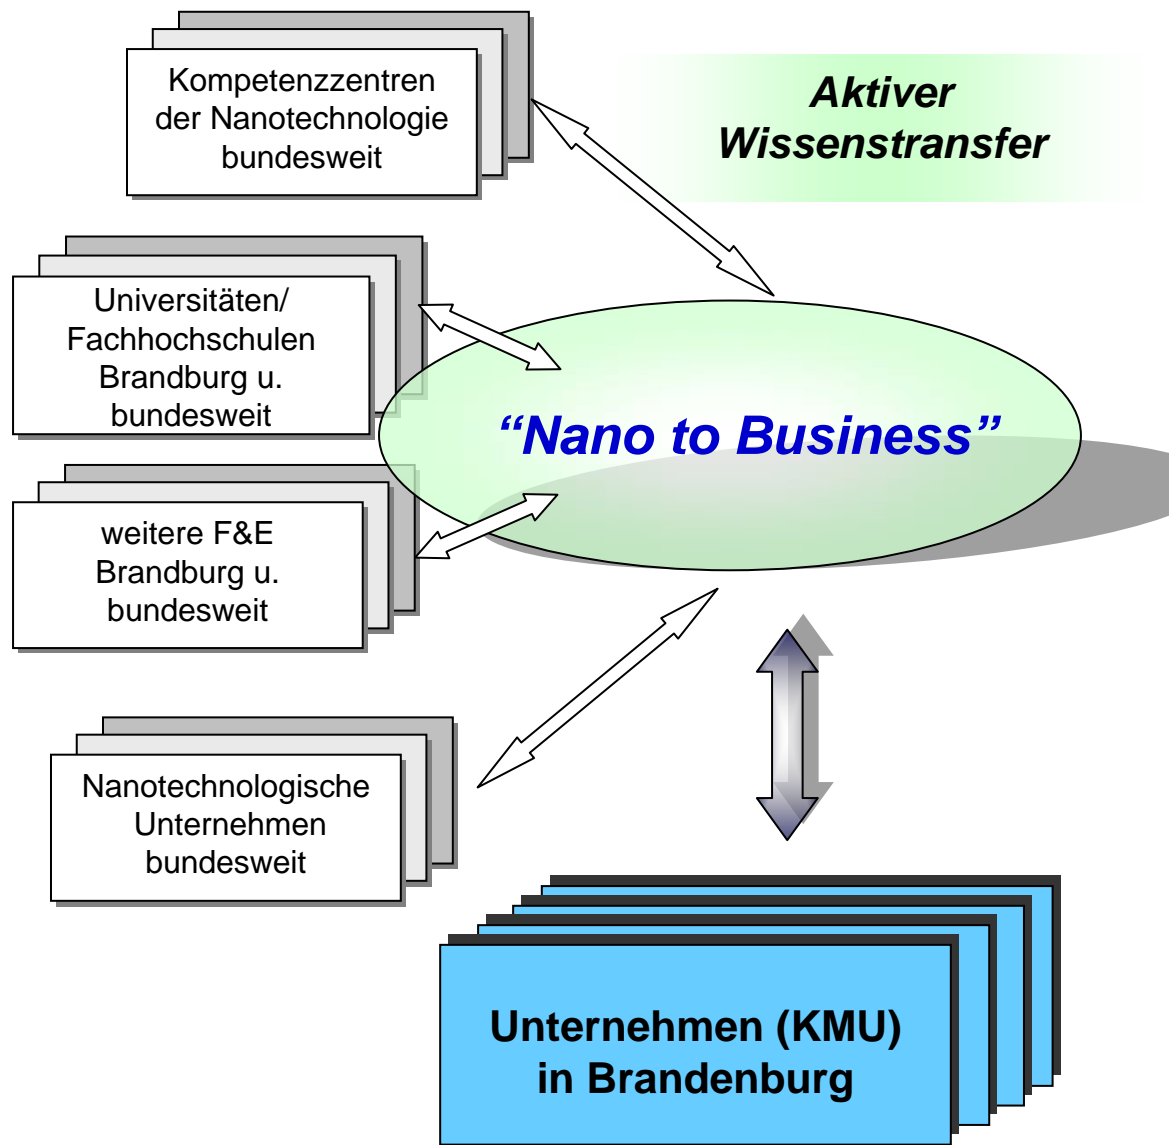 Kompetenzzentren
der Nanotechnologie
bundesweit
Aktiver
Wissenstransfer
Universitäten/
Fachhochschulen
Brandburg u.
bundesweit
“Nano to Business”
weitere F&E
Brandburg u.
bundesweit
Nanotechnologische
Unternehmen
bundesweit
Unternehmen (KMU)
in Brandenburg